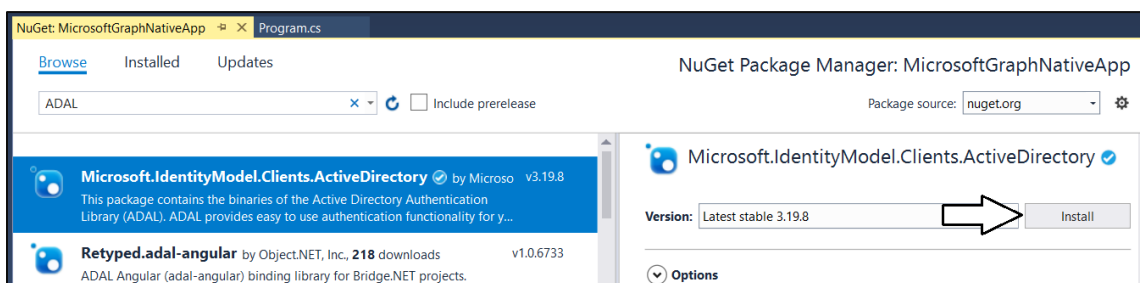 NuGet: MicrosoftGraphNativeApp Program.cs
Browse Installed Updates
NuGet Package Manager: MicrosoftGraphNativeApp
ADAL Include prerelease
Package source: nuget.org
Microsoft.IdentityModel.Clients.ActiveDirectory by Microso v3.19.8
This package contains the binaries of the Active Directory Authentication
Library (ADAL). ADAL provides easy to use authentication functionality for y...
Retyped.adal-angular by Object.NET, Inc., 218 downloads v1.0.6733
ADAL Angular (adal-angular) binding library for Bridge.NET projects.
Microsoft.IdentityModel.Clients.ActiveDirectory
Version: Latest stable 3.19.8 Install
Options